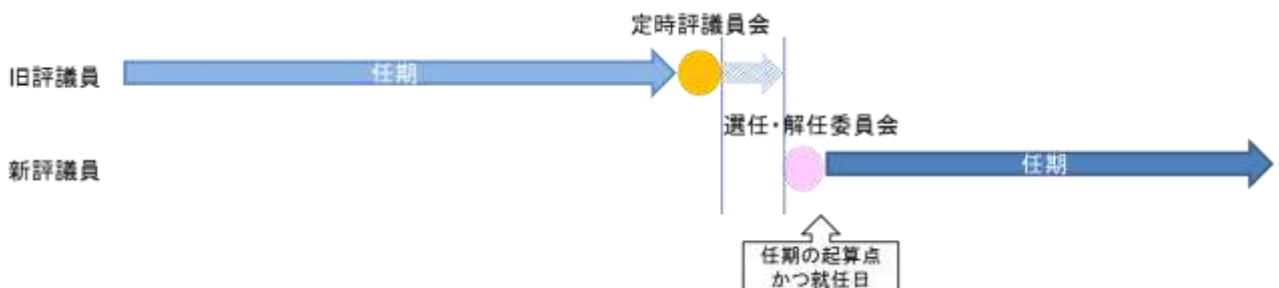 定時評議員会
旧評議員
任期
選任・解任委員会
新評議員
任期
任期の起算点
かつ就任日